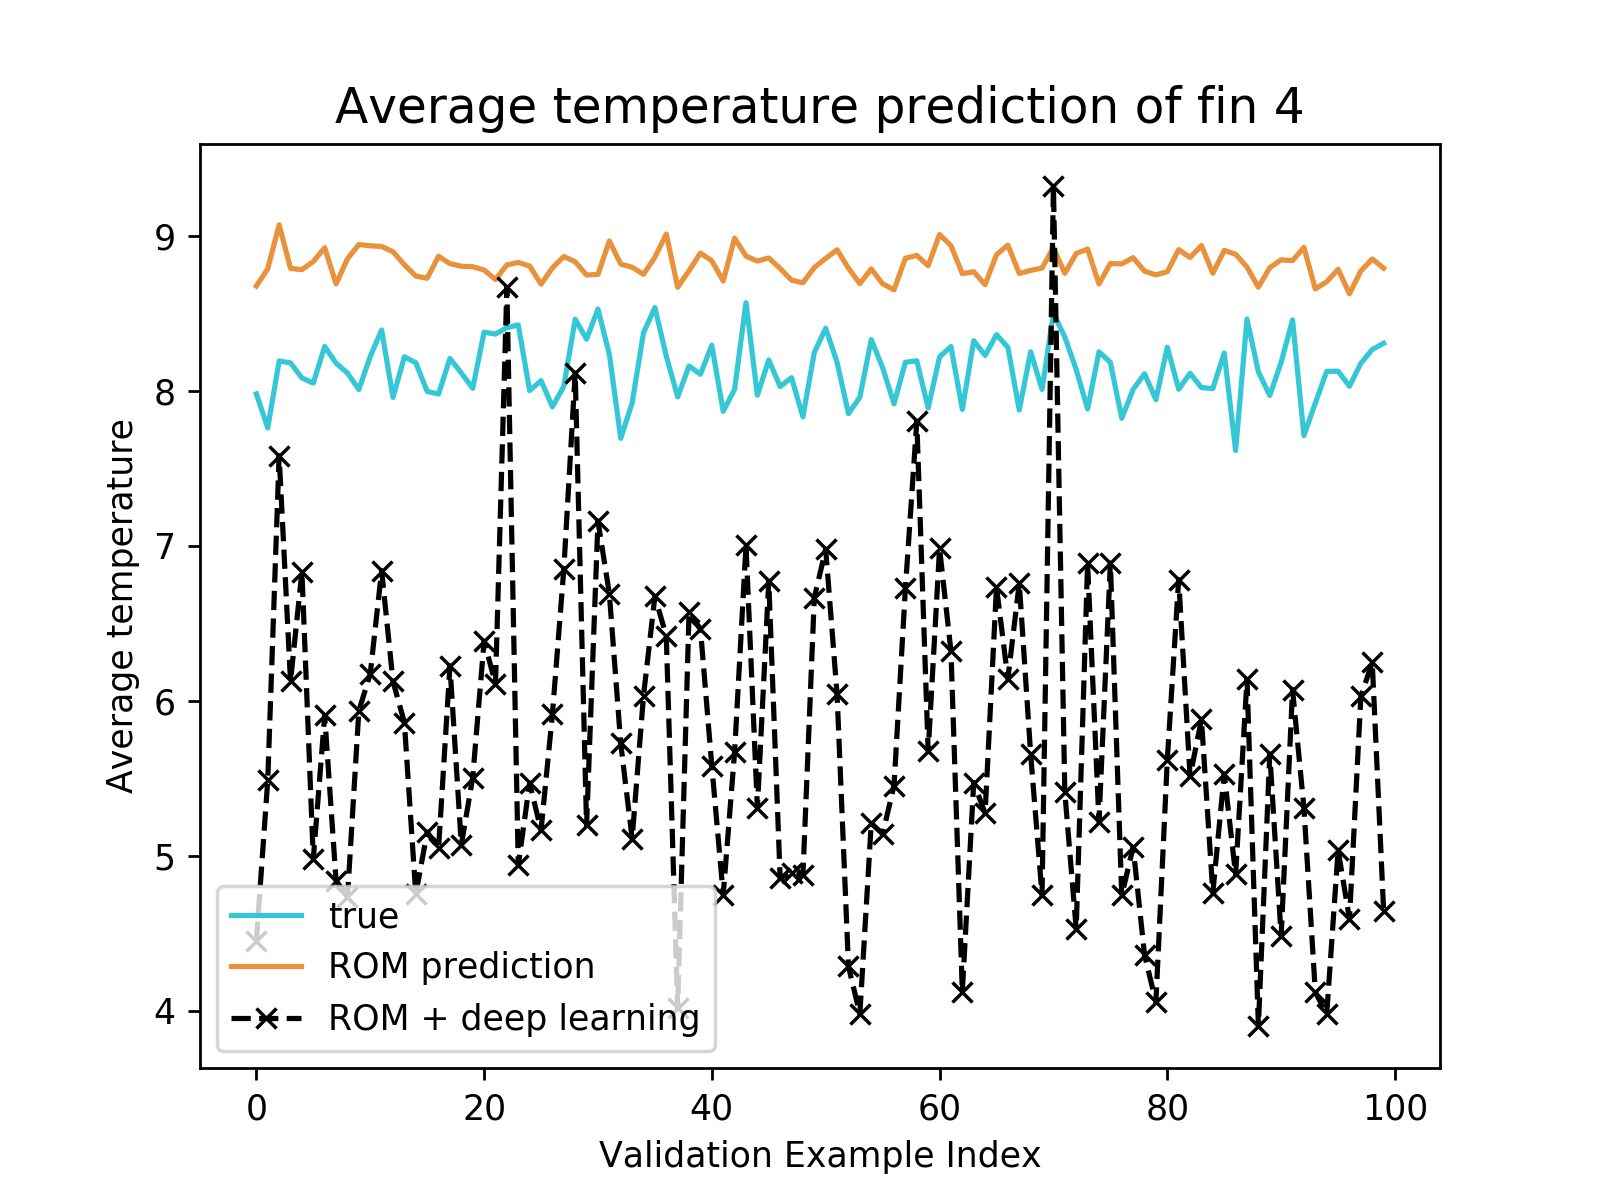 Average temperature prediction of fin 4
Average temperature
9
8
7
6
5
4
true
ROM prediction
ROM + deep learning
0 20 40 60 80 100
Validation Example Index